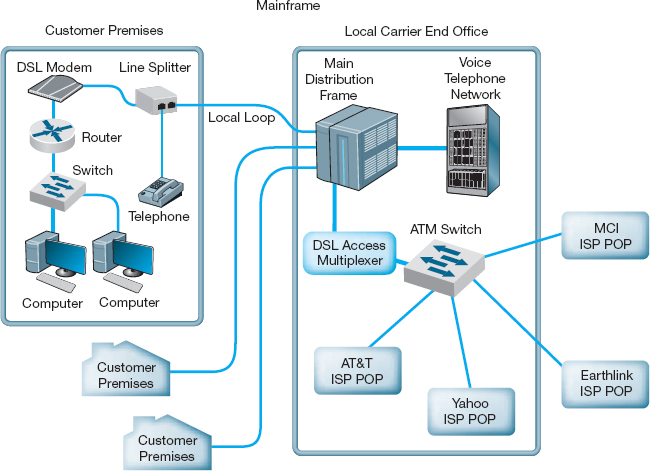 Mainframe
Customer Premises
DSL Modem
Line Splitter
Router
Switch
Telephone
Computer
Computer
Local Loop
Customer
Premises
Customer
Premises
Local Carrier End Office
Main
Distribution
Frame
Voice
Telephone
Network
DSL Access
Multiplexer
ATM Switch
MCI
ISP POP
AT&T
ISP POP
Yahoo
ISP POP
Earthlink
ISP POP